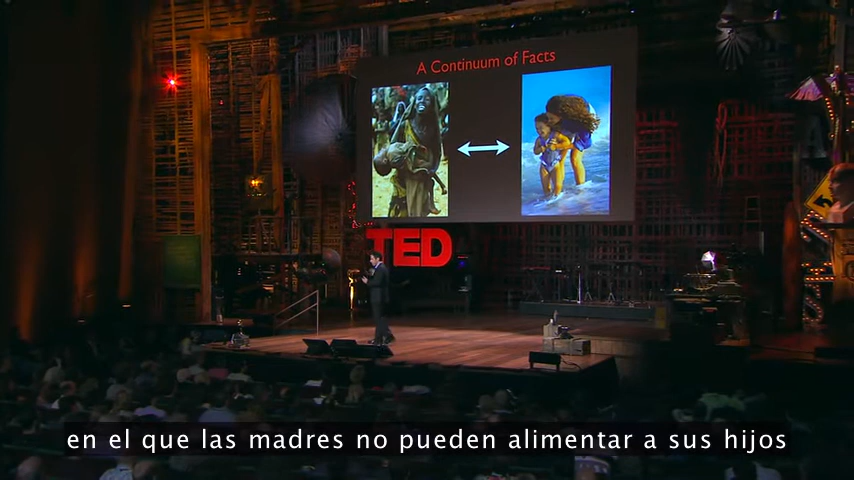 A Continuum of Facts
TED
en el que las madres no pueden alimentar a sus hijos